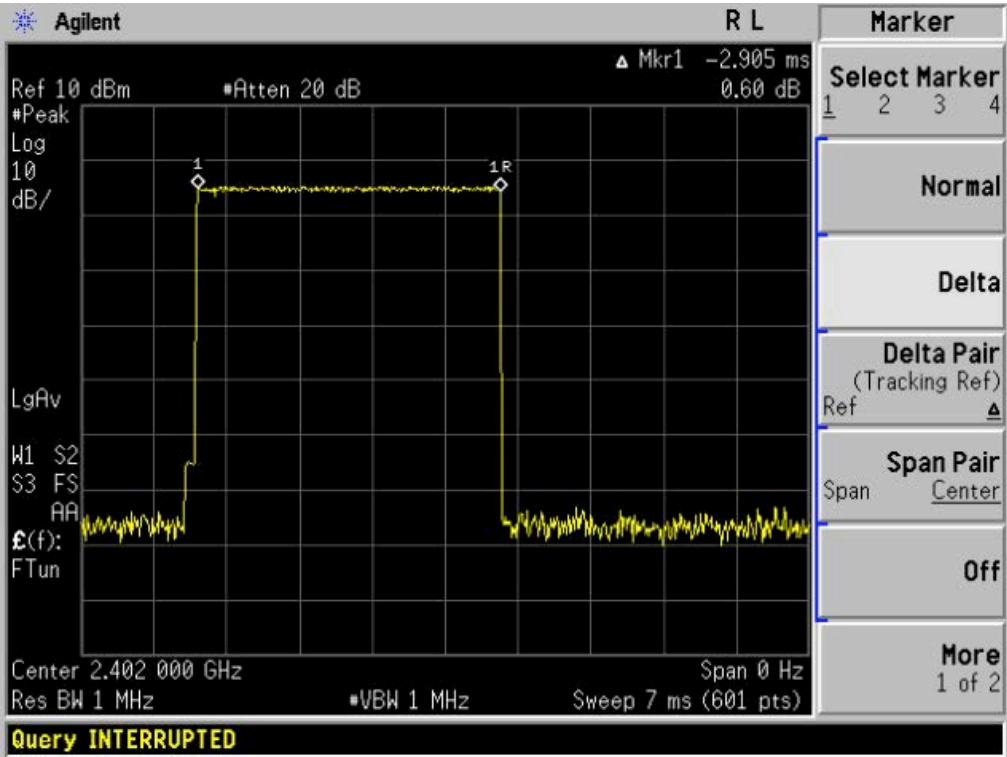 Agilent
R L
Marker
Δ Mkr1 -2.905 ms
Ref 10 dBm #Atten 20 dB 0.60 dB
#Peak
Log
10
dB/
1
1R
LgAv
W1 S2
S3 FS
AA
£(f):
FTun
Center 2.402 000 GHz Span 0 Hz
Res BW 1 MHz #VBW 1 MHz Sweep 7 ms (601 pts)
Query INTERRUPTED
Select Marker
1 2 3 4
Normal
Delta
Delta Pair
(Tracking Ref)
Ref Δ
Span Pair
Span Center
Off
More
1 of 2